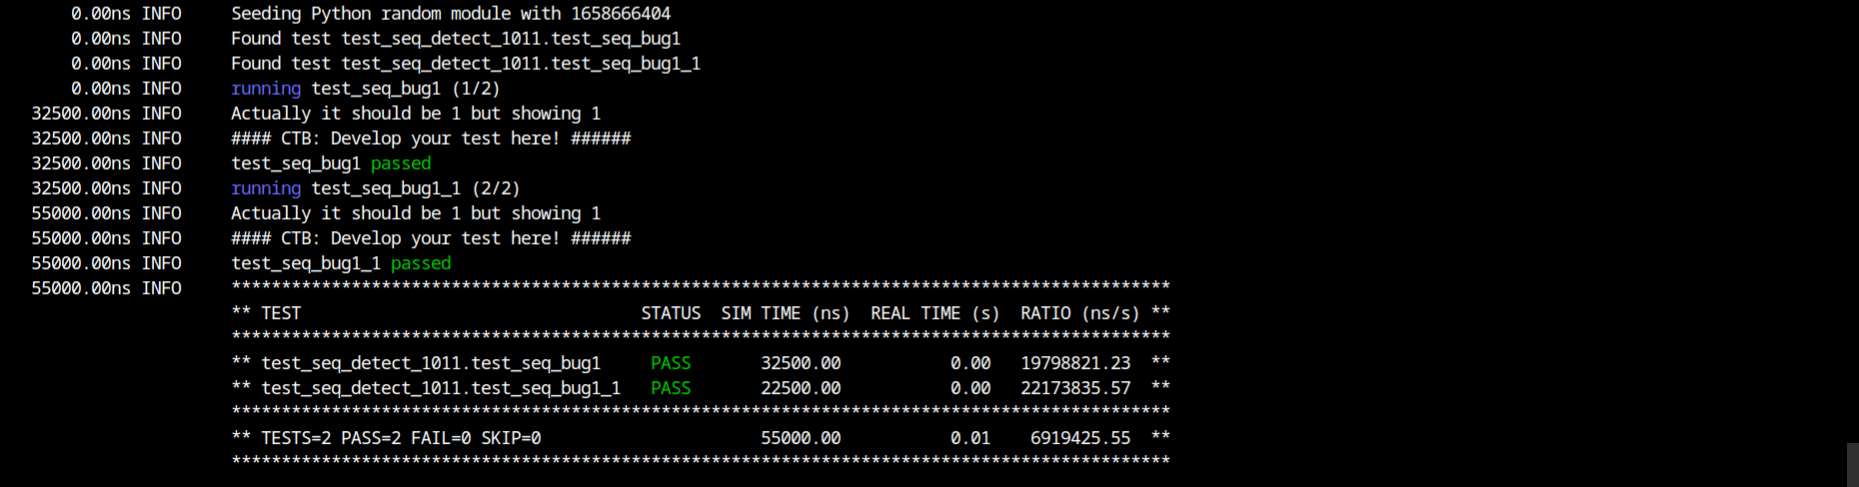 0.00ns INFO     Seeding Python random module with 1658666404
0.00ns INFO     Found test test_seq_detect_1011.test_seq_bug1
0.00ns INFO     Found test test_seq_detect_1011.test_seq_bug1_1
0.00ns INFO     running test_seq_bug1 (1/2)
32500.00ns INFO     Actually it should be 1 but showing 1
32500.00ns INFO     #### CTB: Develop your test here! ######
32500.00ns INFO     test_seq_bug1 passed
32500.00ns INFO     running test_seq_bug1_1 (2/2)
55000.00ns INFO     Actually it should be 1 but showing 1
55000.00ns INFO     #### CTB: Develop your test here! ######
55000.00ns INFO     test_seq_bug1_1 passed
55000.00ns INFO     **********************************************************************************************
** TEST                                  STATUS  SIM TIME (ns)  REAL TIME (s)  RATIO (ns/s) **
**********************************************************************************************
** test_seq_detect_1011.test_seq_bug1     PASS       32500.00           0.00   19798821.23  **
** test_seq_detect_1011.test_seq_bug1_1   PASS       22500.00           0.00   22173835.57  **
**********************************************************************************************
** TESTS=2 PASS=2 FAIL=0 SKIP=0                      55000.00           0.01    6919425.55  **
**********************************************************************************************